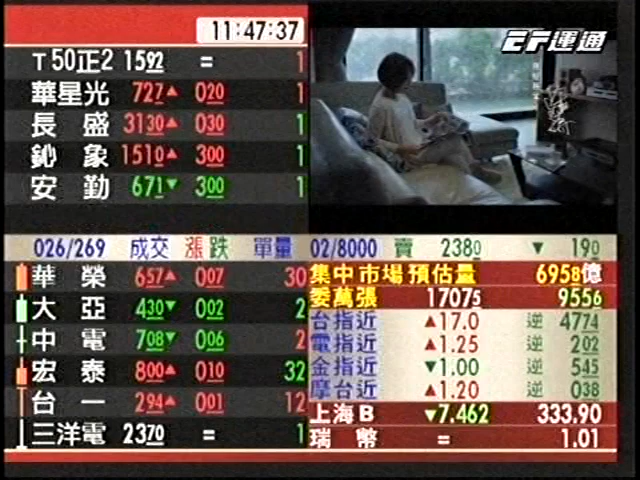 11:47:37
EF運通
T50正2 1592 = 1
華星光 727▲ 020 1
長 盛 3130▲ 030 1
鈊 象 1510▲ 300 1
安 勤 671▼ 300 1
026/269 成交 漲跌 單量 02/8000 賣 2380 ▼ 190
華 榮 657▲ 007 30
大 亞 430▼ 002 2
中 電 708▼ 006 2
宏 泰 800▲ 010 32
台 一 294▲ 001 12
三洋電 2370 = 1
集中市場預估量 6958億
委萬張 17075 9556
台指近 ▲17.0 逆 4774
電指近 ▲1.25 逆 202
金指近 ▼1.00 逆 545
摩台近 ▲1.20 逆 038
上海B ▼7.462 333.90
瑞 幣 = 1.01